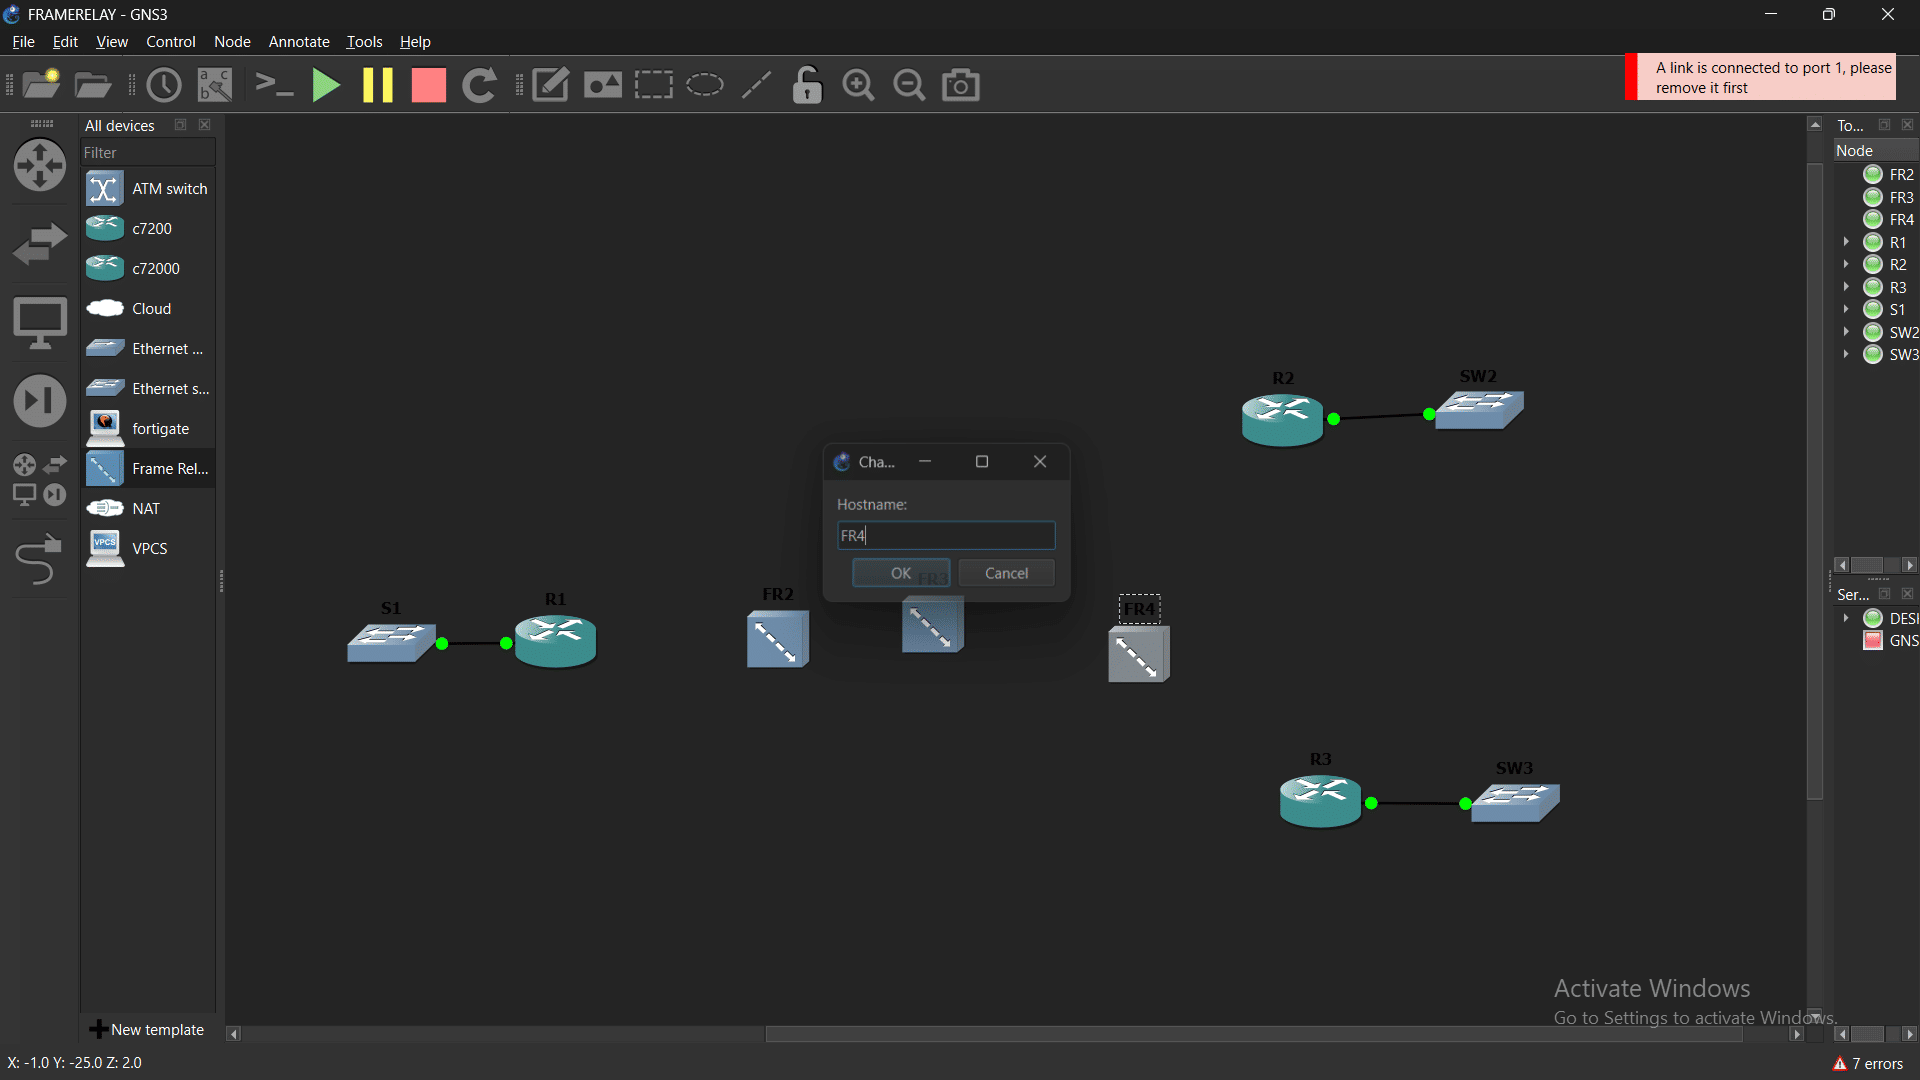 FRAMERELAY - GNS3
File Edit View Control Node Annotate Tools Help
A link is connected to port 1, please
remove it first
All devices
Filter
ATM switch
c7200
c72000
Cloud
Ethernet ...
Ethernet s...
fortigate
Frame Rel...
NAT
VPCS
VPCS
New template
S1
R1
FR2
FR3
FR4
R2
SW2
R3
SW3
Cha...
Hostname:
FR4
OK
Cancel
To...
Node
FR2
FR3
FR4
R1
R2
R3
S1
SW2
SW3
Ser...
DESI
GNS
Activate Windows
Go to Settings to activate Windows.
X: -1.0 Y: -25.0 Z: 2.0
7 errors